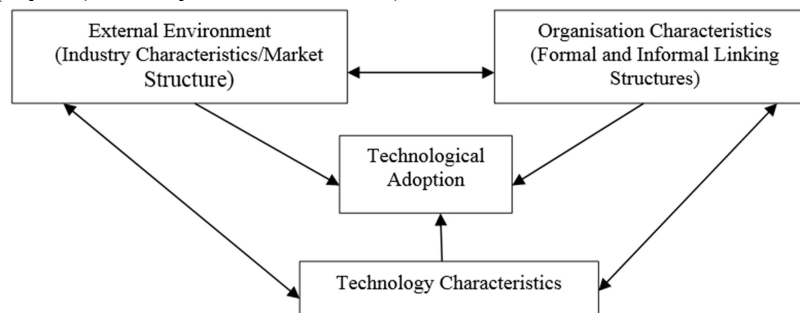 External Environment
(Industry Characteristics/Market
Structure)
Organisation Characteristics
(Formal and Informal Linking
Structures)
Technological
Adoption
Technology Characteristics